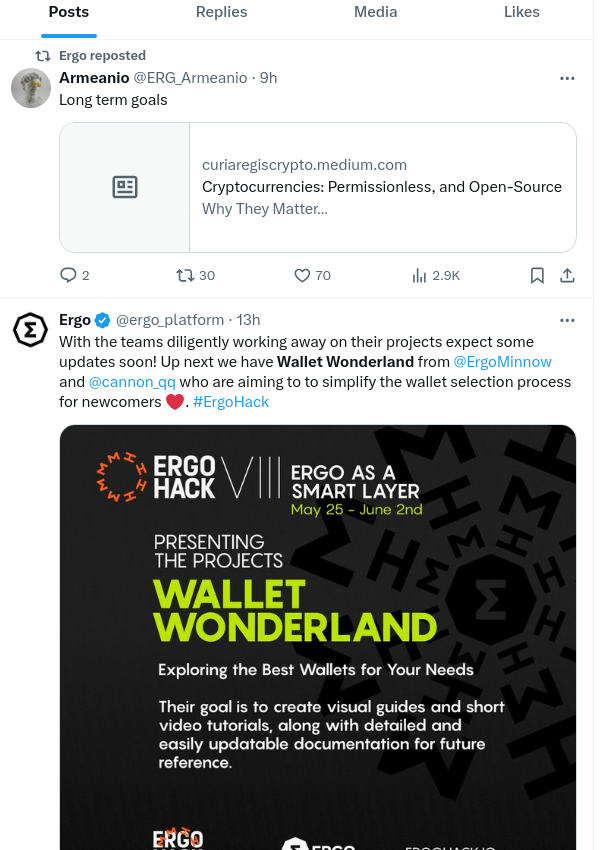 Posts Replies Media Likes
Ergo reposted
Armeanio @ERG_Armeanio · 9h
Long term goals
curiaregiscrypto.medium.com
Cryptocurrencies: Permissionless, and Open-Source
Why They Matter...
2 30 70 2.9K
Ergo @ergo_platform · 13h
With the teams diligently working away on their projects expect some
updates soon! Up next we have Wallet Wonderland from @ErgoMinnow
and @cannon_qq who are aiming to to simplify the wallet selection process
for newcomers ❤️. #ErgoHack
ERGO
HACK
VIII
ERGO AS A
SMART LAYER
May 25 - June 2nd
PRESENTING
THE PROJECTS
WALLET
WONDERLAND
Exploring the Best Wallets for Your Needs
Their goal is to create visual guides and short
video tutorials, along with detailed and
easily updatable documentation for future
reference.
ERGO ERGO ERGOHACK.IO